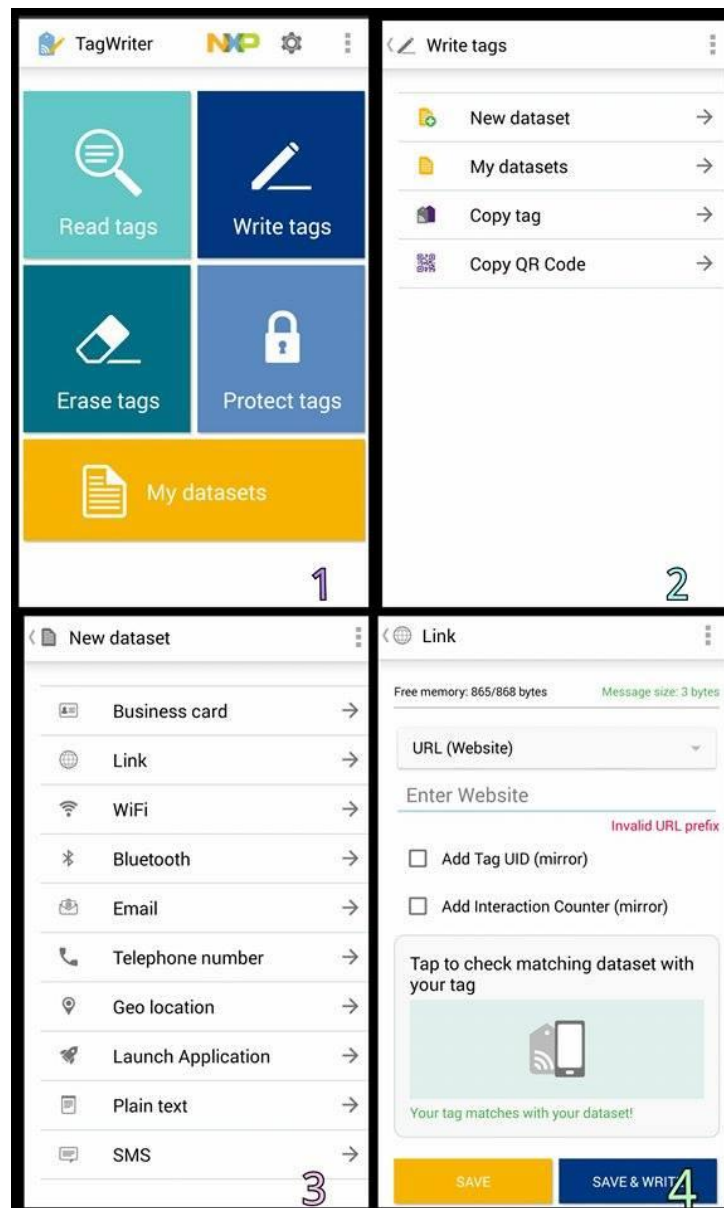 TagWriter
NXP
Read tags
Write tags
Erase tags
Protect tags
My datasets
1
Write tags
New dataset
My datasets
Copy tag
Copy QR Code
2
New dataset
Business card
Link
WiFi
Bluetooth
Email
Telephone number
Geo location
Launch Application
Plain text
SMS
3
Link
Free memory: 865/868 bytes
Message size: 3 bytes
URL (Website)
Enter Website
Invalid URL prefix
Add Tag UID (mirror)
Add Interaction Counter (mirror)
Tap to check matching dataset with
your tag
Your tag matches with your dataset!
SAVE
SAVE & WRITE
4